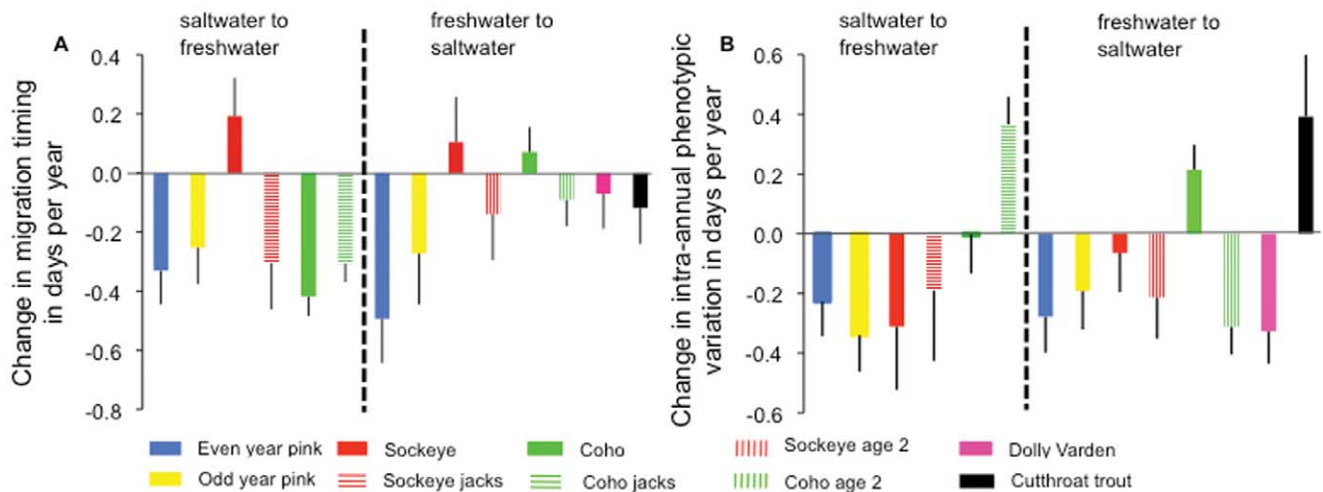 A
saltwater to
freshwater
freshwater to
saltwater
Change in migration timing
in days per year
0.4
0.2
0.0
-0.2
-0.4
-0.6
-0.8
B
saltwater to
freshwater
freshwater to
saltwater
Change in intra-annual phenotypic
variation in days per year
0.6
0.4
0.2
0.0
-0.2
-0.4
-0.6
Even year pink
Sockeye
Coho
Sockeye age 2
Dolly Varden
Odd year pink
Sockeye jacks
Coho jacks
Coho age 2
Cutthroat trout